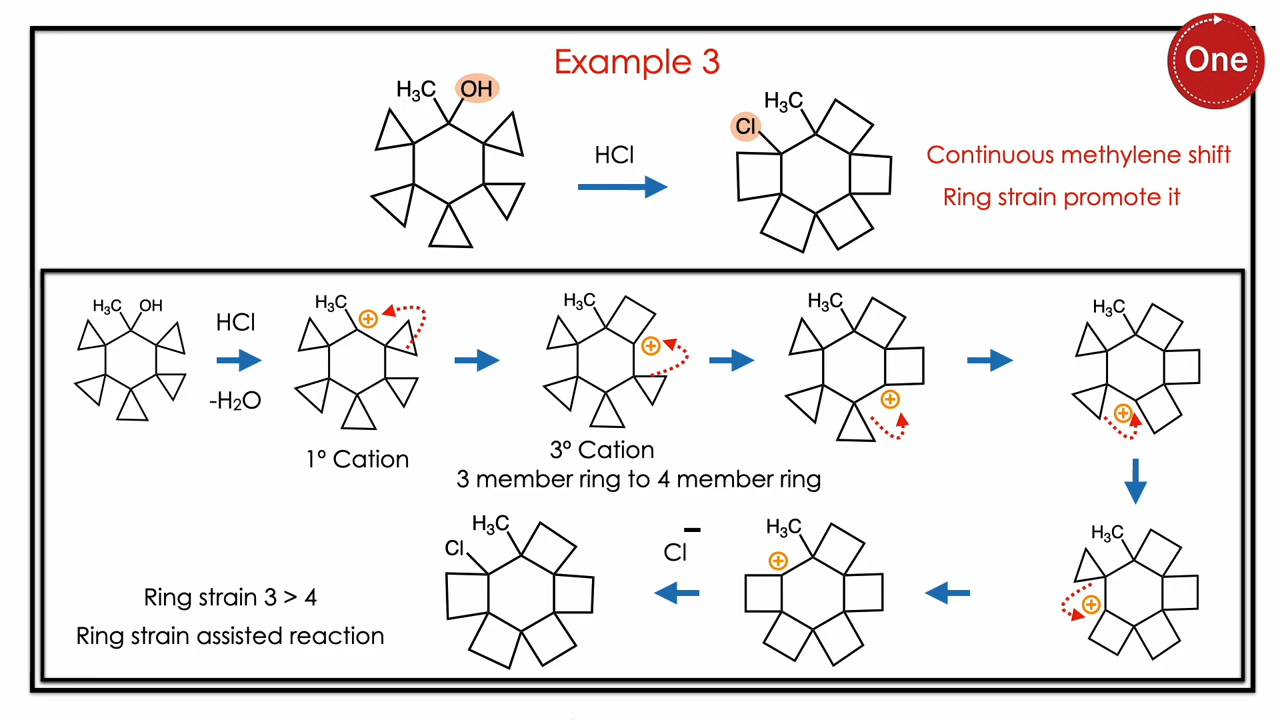 Example 3
One
H₃C OH
HCl
H₃C
Cl
Continuous methylene shift
Ring strain promote it
H₃C OH
HCl
-H₂O
H₃C
+
1º Cation
H₃C
+
3º Cation
3 member ring to 4 member ring
H₃C
+
H₃C
+
H₃C
+
H₃C
+
Cl⁻
H₃C
Cl
Ring strain 3 > 4
Ring strain assisted reaction